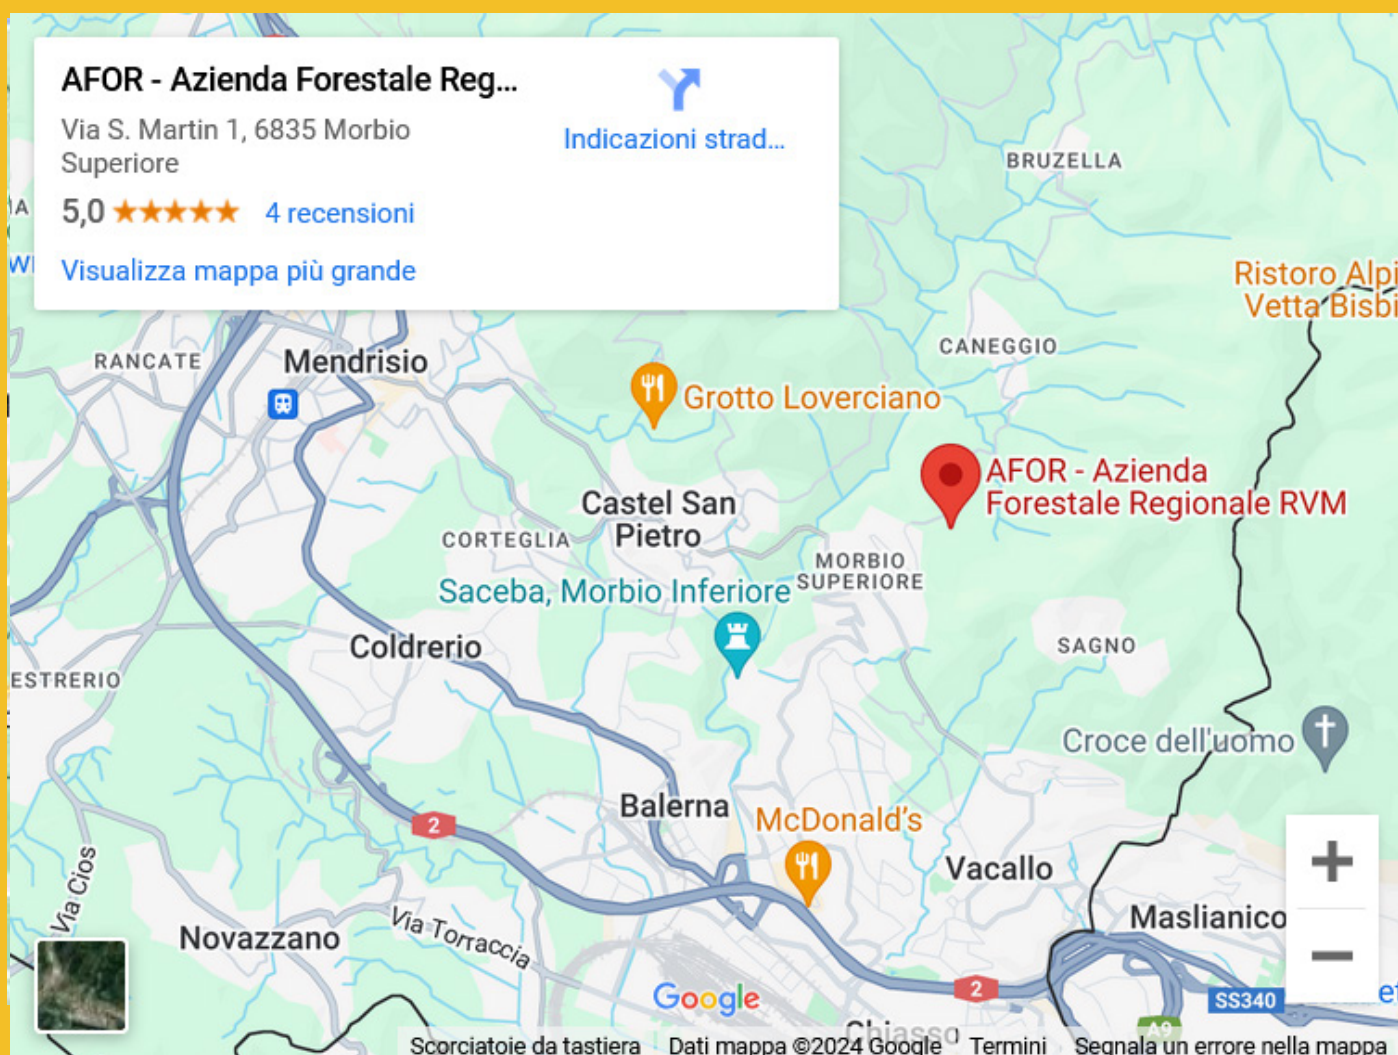 AFOR - Azienda Forestale Reg...
Via S. Martin 1, 6835 Morbio
Superiore
5,0
4 recensioni
Visualizza mappa più grande
Indicazioni strad...
BRUZELLA
Ristoro Alpi
Vetta Bisbi
RANCATE
Mendrisio
CANEGGIO
Grotto Loverciano
AFOR - Azienda
Forestale Regionale RVM
Castel San
Pietro
CORTEGLIA
MORBIO
SUPERIORE
Saceba, Morbio Inferiore
Coldrerio
SAGNO
ESTRERIO
Croce dell'uomo
Balerna
McDonald's
2
Vacallo
Via Cios
Maslianico
Novazzano
Via Torraccia
2
SS340
Google
Chiasso
A9
Scorciatoie da tastiera
Dati mappa ©2024 Google
Termini
Segnala un errore nella mappa